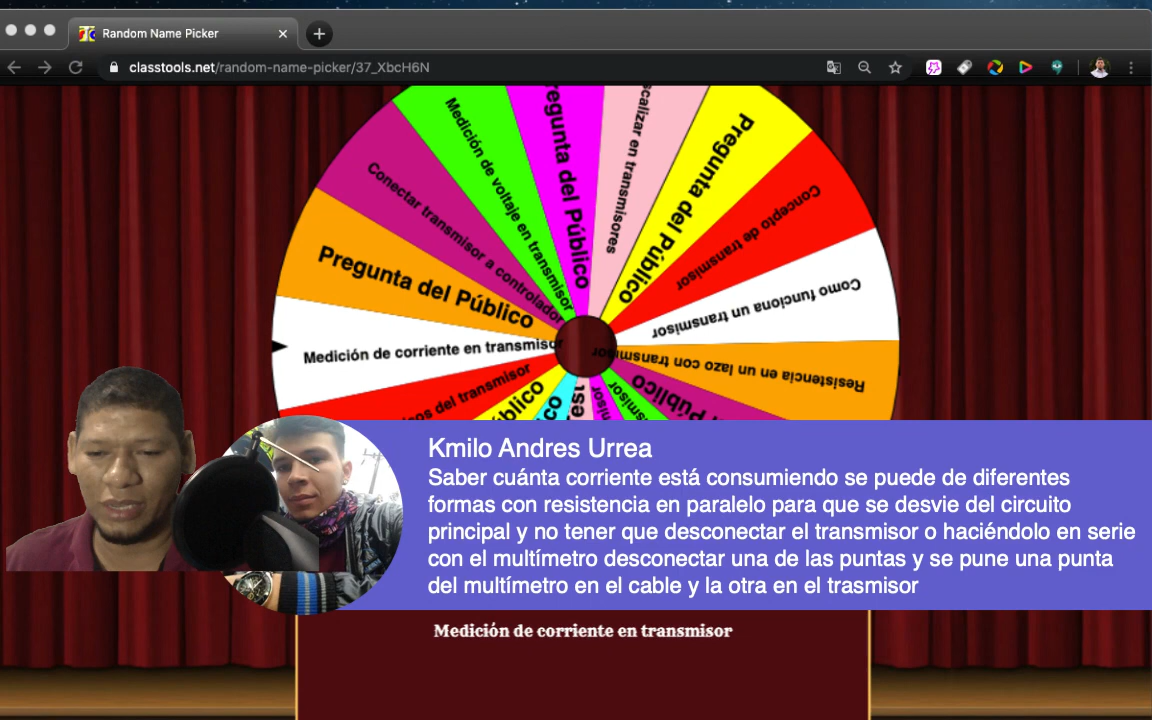 Random Name Picker
classtools.net/random-name-picker/37_XbcH6N
Medición de voltaje en transmisor
Pregunta del Público
en transmisores
Pregunta del Público
Concepto de transmisor
Como funciona un transmisor
Resistencia en un lazo con transmisor
Conectar transmisor a controlador
Pregunta del Público
Medición de corriente en transmisor
del transmisor
Kmilo Andres Urrea
Saber cuánta corriente está consumiendo se puede de diferentes
formas con resistencia en paralelo para que se desvie del circuito
principal y no tener que desconectar el transmisor o haciéndolo en serie
con el multímetro desconectar una de las puntas y se pune una punta
del multímetro en el cable y la otra en el trasmisor
Medición de corriente en transmisor